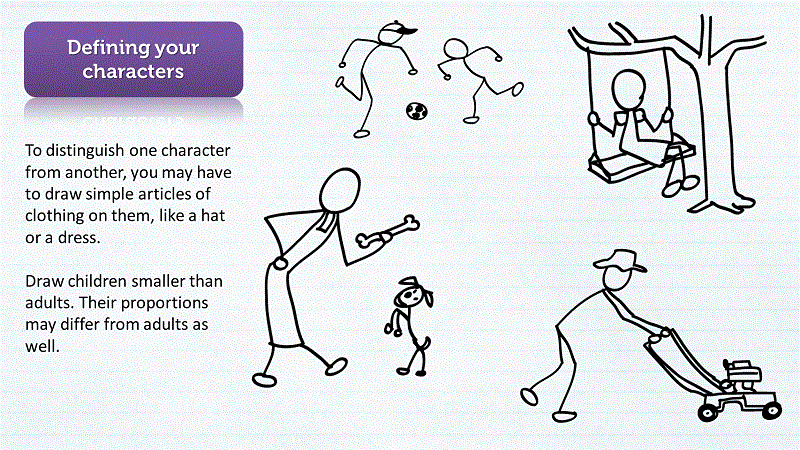 Defining your
characters
To distinguish one character
from another, you may have
to draw simple articles of
clothing on them, like a hat
or a dress.
Draw children smaller than
adults. Their proportions
may differ from adults as
well.